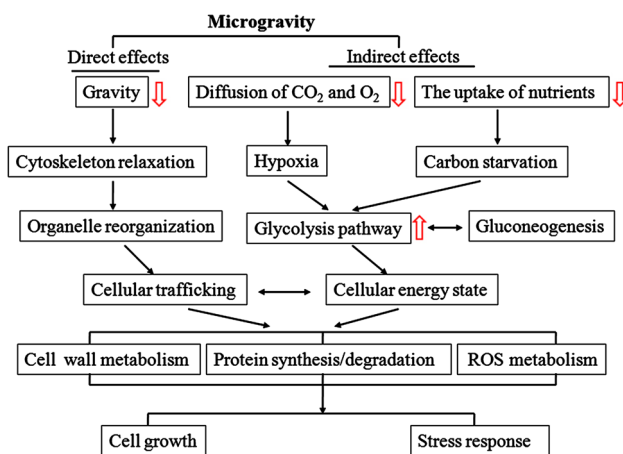 Microgravity
Direct effects
Indirect effects
Gravity
Diffusion of CO₂ and O₂
The uptake of nutrients
Cytoskeleton relaxation
Hypoxia
Carbon starvation
Organelle reorganization
Glycolysis pathway
Gluconeogenesis
Cellular trafficking
Cellular energy state
Cell wall metabolism
Protein synthesis/degradation
ROS metabolism
Cell growth
Stress response